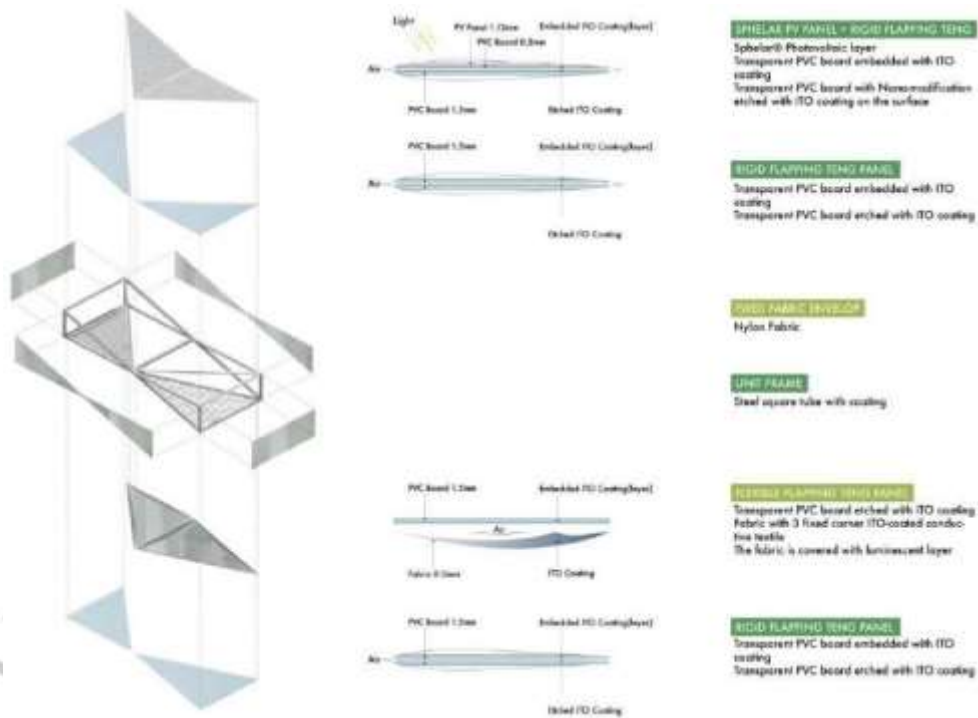 Light
PV Panel 1.12mm
Embedded ITO Coating(layer)
PVC Board 0.5mm
Air
PVC Board 1.5mm
Etched ITO Coating
SPHELAR PV PANEL + RIGID FLAPPING TENG
Sphelar® Photovoltaic layer
Transparent PVC board embedded with ITO
coating
Transparent PVC board with Nanomodification
etched with ITO coating on the surface
PVC Board 1.5mm
Embedded ITO Coating(layer)
Air
Etched ITO Coating
RIGID FLAPPING TENG PANEL
Transparent PVC board embedded with ITO
coating
Transparent PVC board etched with ITO coating
FIXED FABRIC ENVELOP
Nylon Fabric
UNIT FRAME
Steel square tube with coating
PVC Board 1.5mm
Embedded ITO Coating(layer)
Air
Fabric
ITO Coating
FLEXIBLE FLAPPING TENG PANEL
Transparent PVC board etched with ITO coating
Fabric with 3 fixed corner ITO-coated conduc-
tive textile
The fabric is covered with luminescent layer
PVC Board 1.5mm
Embedded ITO Coating(layer)
Air
Etched ITO Coating
RIGID FLAPPING TENG PANEL
Transparent PVC board embedded with ITO
coating
Transparent PVC board etched with ITO coating